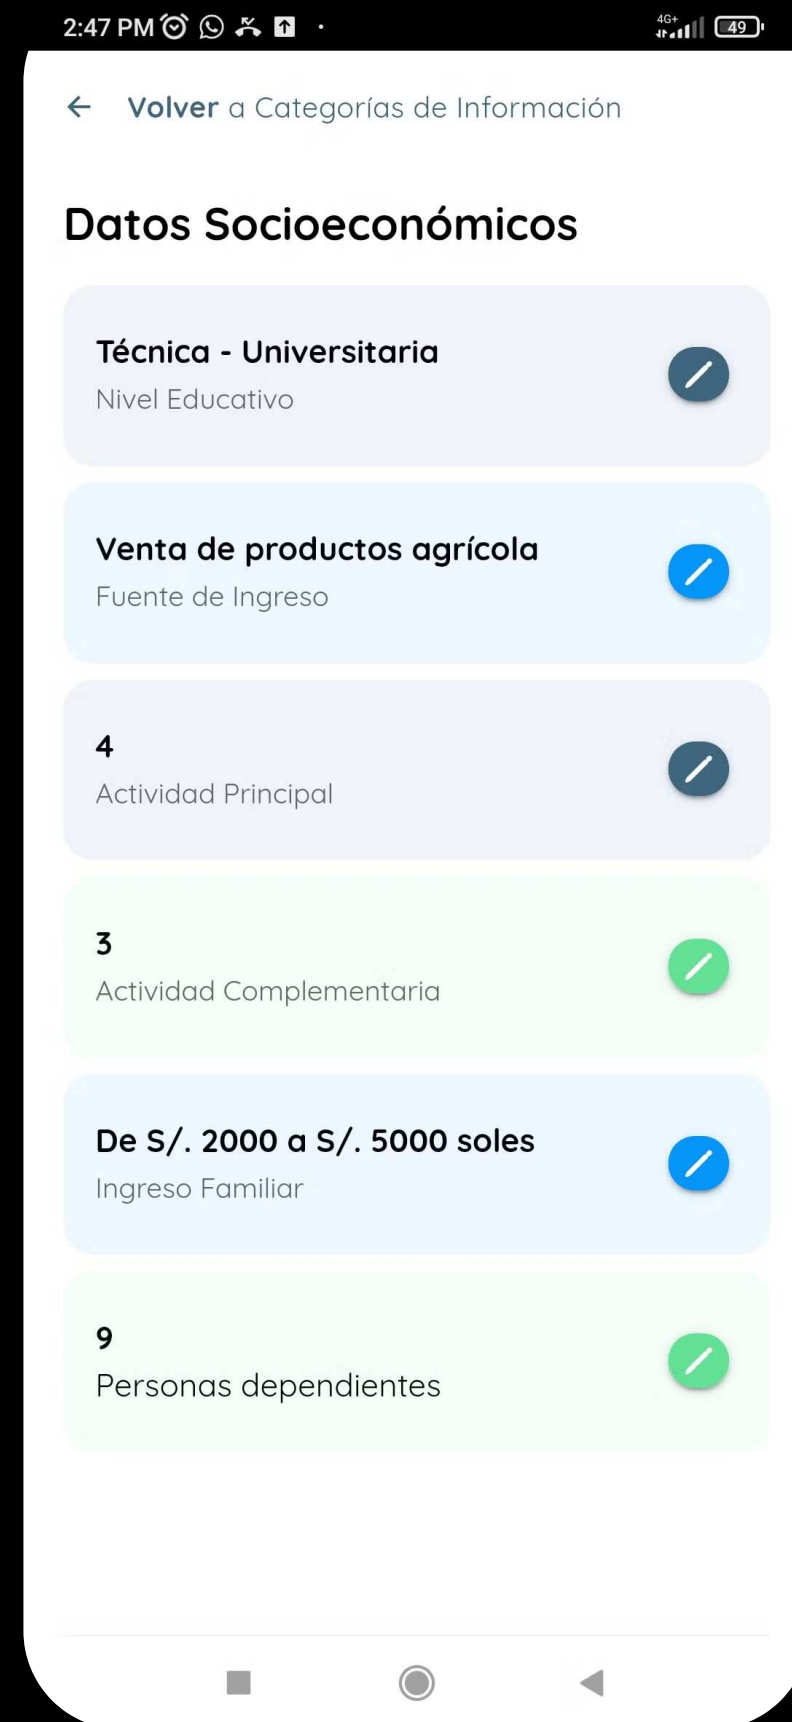 2:47 PM
4G+
49
Volver a Categorías de Información
Datos Socioeconómicos
Técnica - Universitaria
Nivel Educativo
Venta de productos agrícola
Fuente de Ingreso
4
Actividad Principal
3
Actividad Complementaria
De S/. 2000 a S/. 5000 soles
Ingreso Familiar
9
Personas dependientes